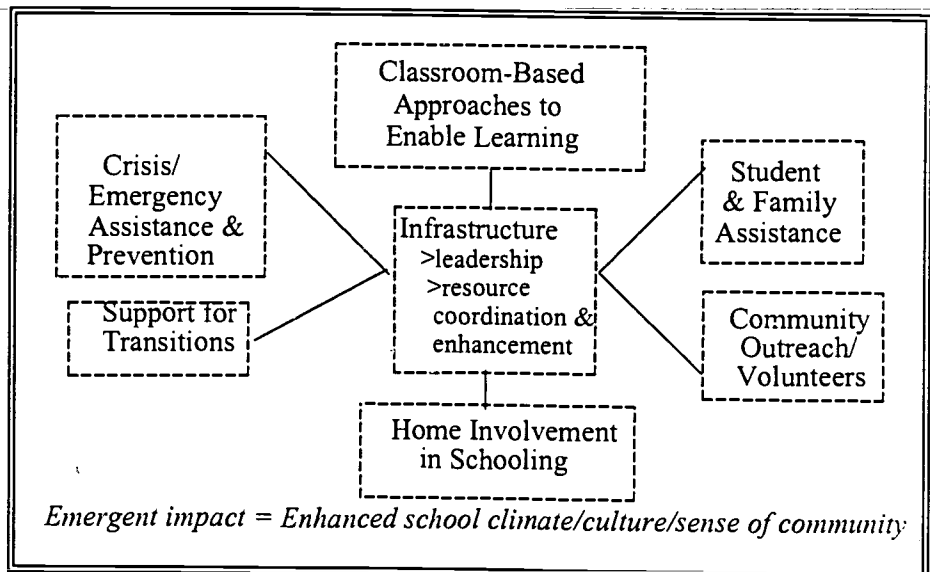 Classroom-Based
Approaches to
Enable Learning
Crisis/
Emergency
Assistance &
Prevention
Student
& Family
Assistance
Infrastructure
>leadership
>resource
coordination &
enhancement
Support for
Transitions
Community
Outreach/
Volunteers
Home Involvement
in Schooling
Emergent impact = Enhanced school climate/culture/sense of community